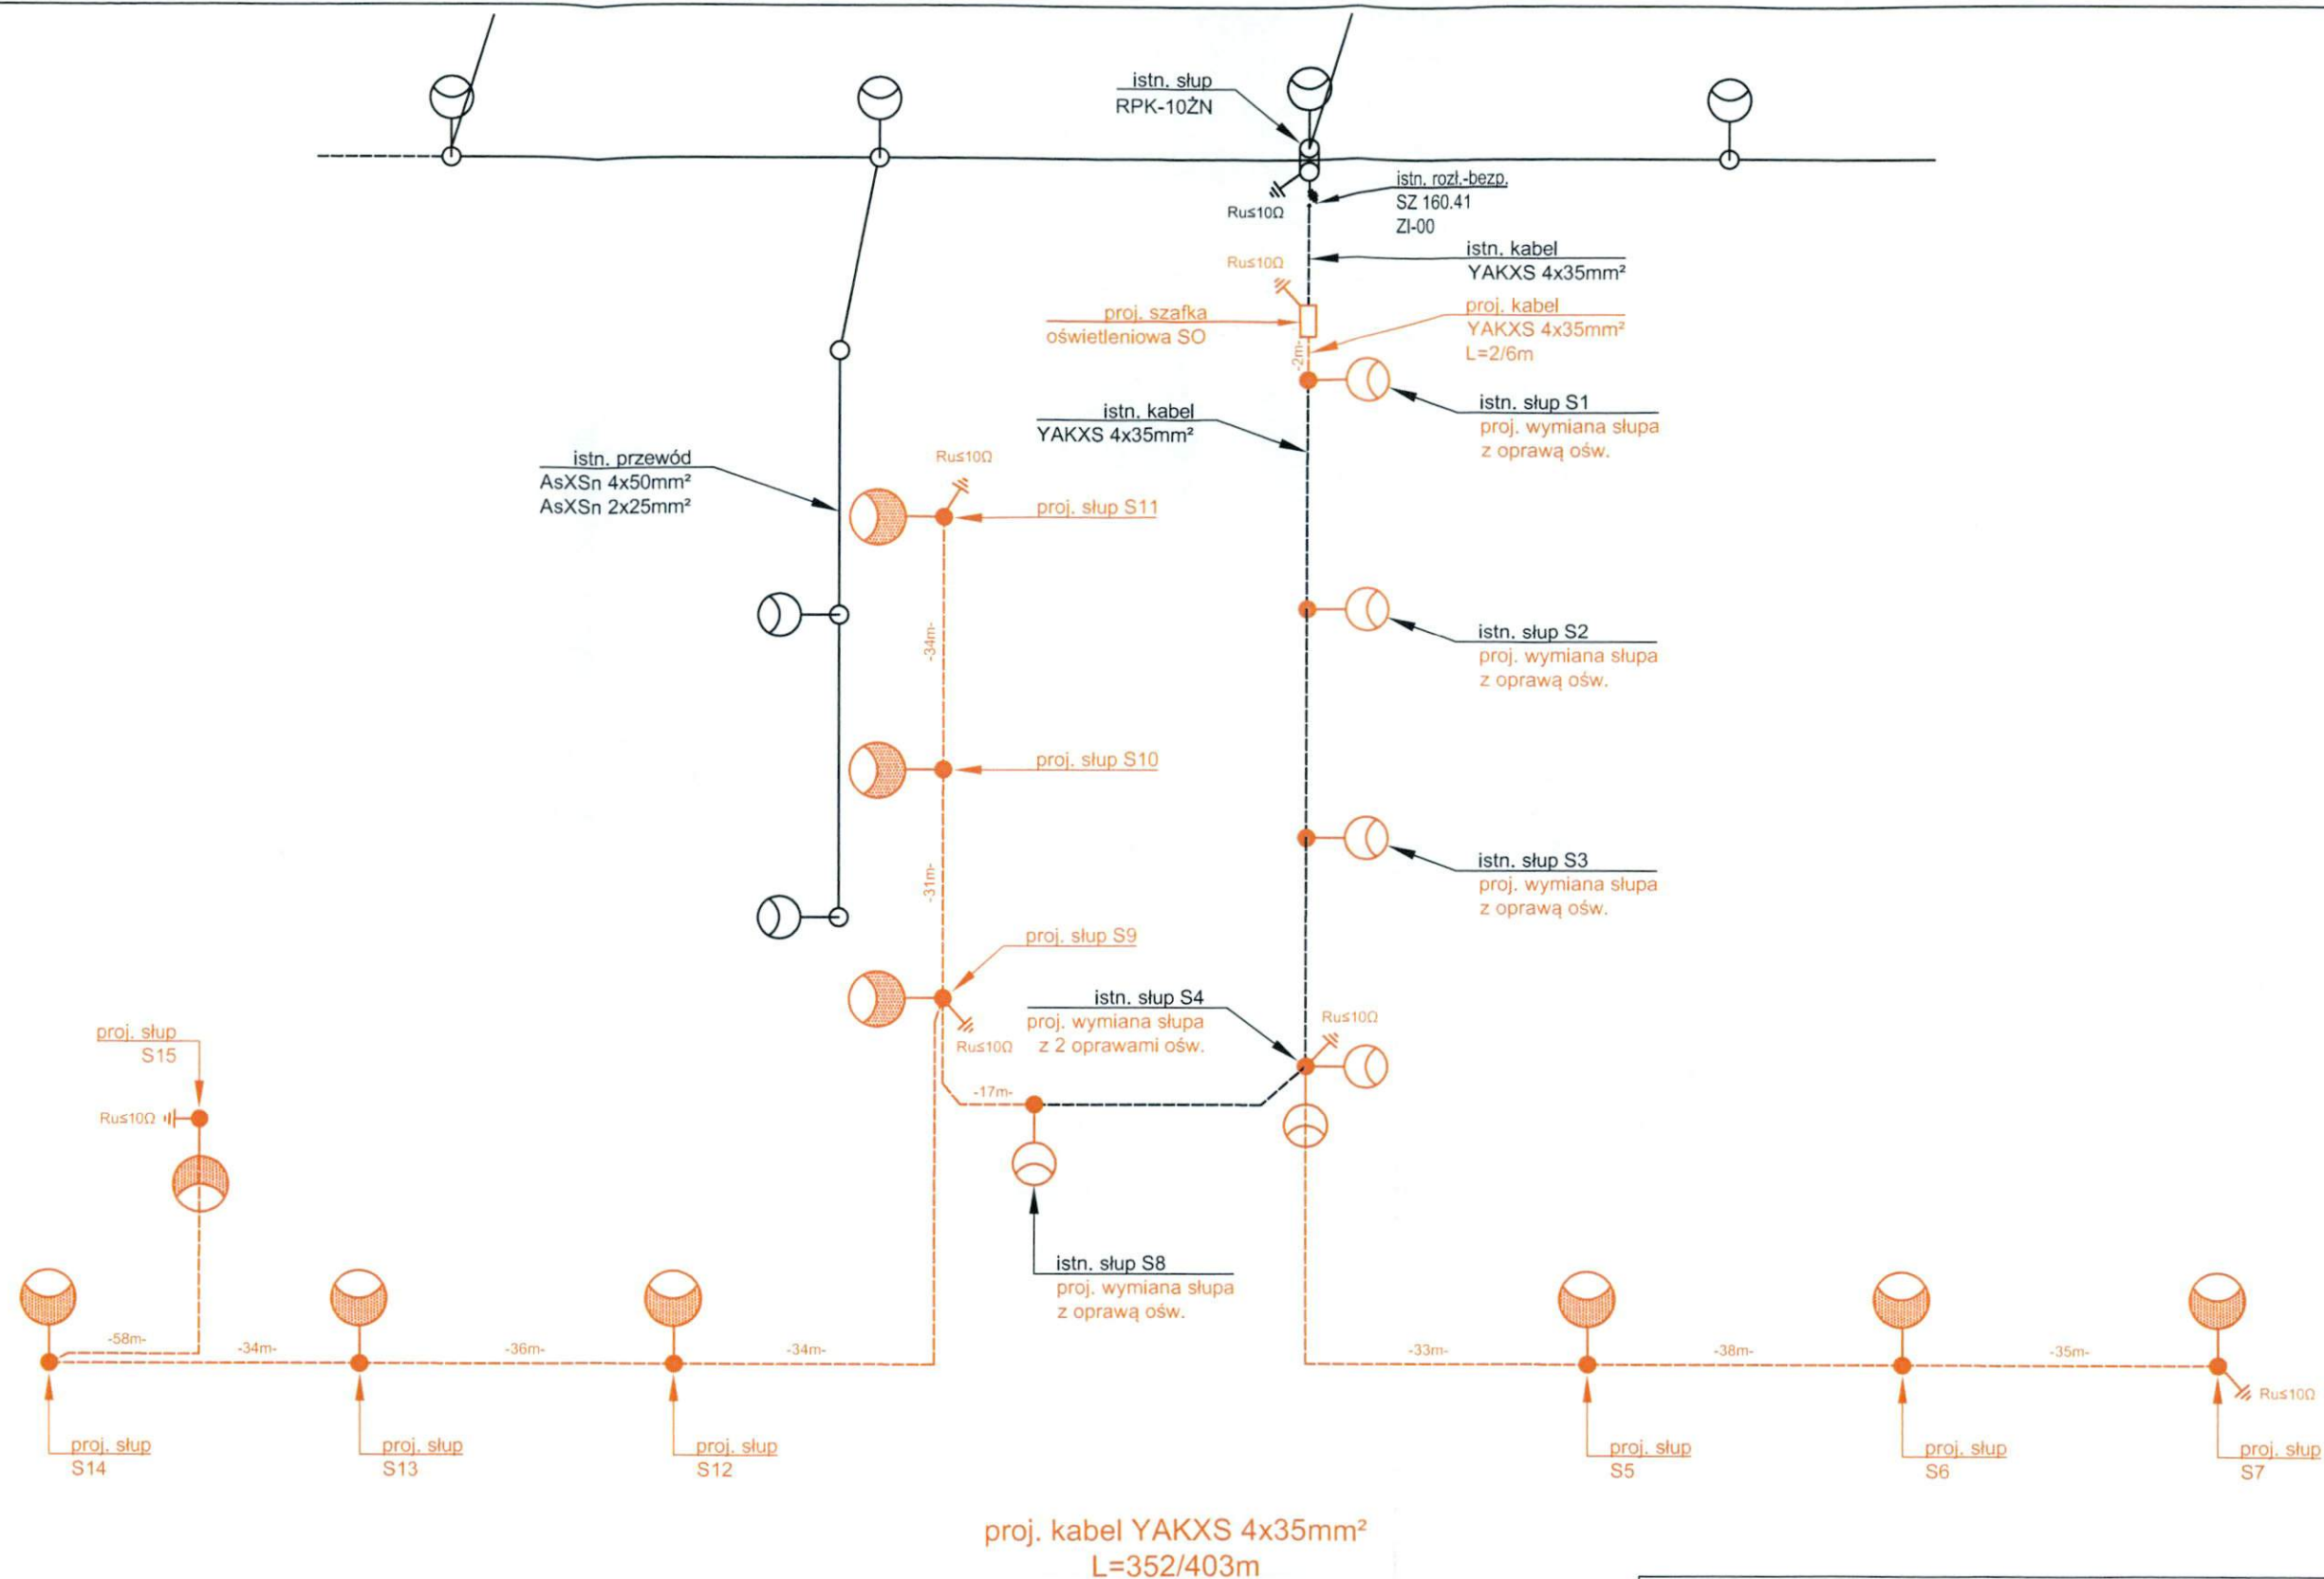 istn. słup
RPK-10ŻN
istn. rozł.-bezp.
SZ 160.41
ZI-00
Ru≤10Ω
istn. kabel
YAKXS 4x35mm²
Ru≤10Ω
proj. szafka
oświetleniowa SO
proj. kabel
YAKXS 4x35mm²
L=2/6m
-2m-
istn. słup S1
proj. wymiana słupa
z oprawą ośw.
istn. kabel
YAKXS 4x35mm²
istn. przewód
AsXSn 4x50mm²
AsXSn 2x25mm²
Ru≤10Ω
proj. słup S11
-34m-
istn. słup S2
proj. wymiana słupa
z oprawą ośw.
proj. słup S10
-31m-
istn. słup S3
proj. wymiana słupa
z oprawą ośw.
proj. słup S9
Ru≤10Ω
istn. słup S4
proj. wymiana słupa
z 2 oprawami ośw.
Ru≤10Ω
proj. słup
S15
Ru≤10Ω
-17m-
istn. słup S8
proj. wymiana słupa
z oprawą ośw.
-58m-
-34m-
-36m-
-34m-
-33m-
-38m-
-35m-
Ru≤10Ω
proj. słup
S14
proj. słup
S13
proj. słup
S12
proj. słup
S5
proj. słup
S6
proj. słup
S7
proj. kabel YAKXS 4x35mm²
L=352/403m